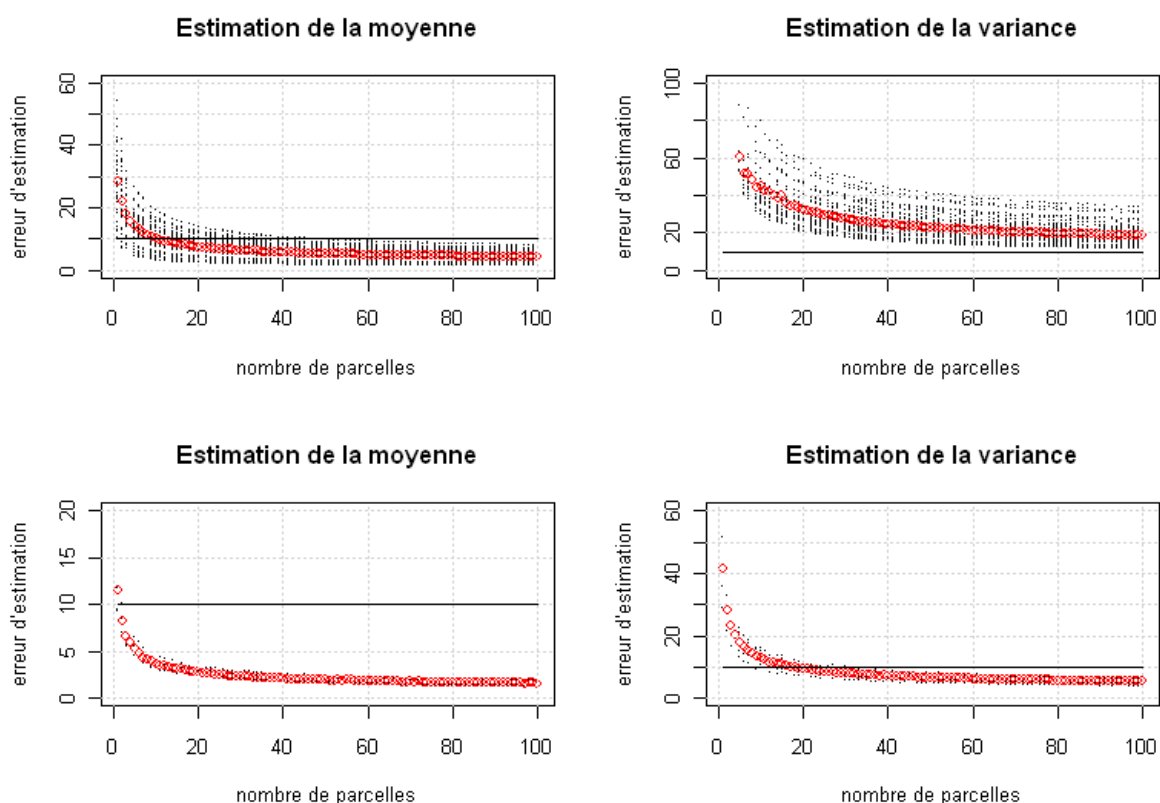 Estimation de la moyenne
erreur d'estimation
60
40
20
0
0 20 40 60 80 100
nombre de parcelles
Estimation de la variance
erreur d'estimation
100
60
20
0
0 20 40 60 80 100
nombre de parcelles
Estimation de la moyenne
erreur d'estimation
20
15
10
5
0
0 20 40 60 80 100
nombre de parcelles
Estimation de la variance
erreur d'estimation
60
40
20
0
0 20 40 60 80 100
nombre de parcelles